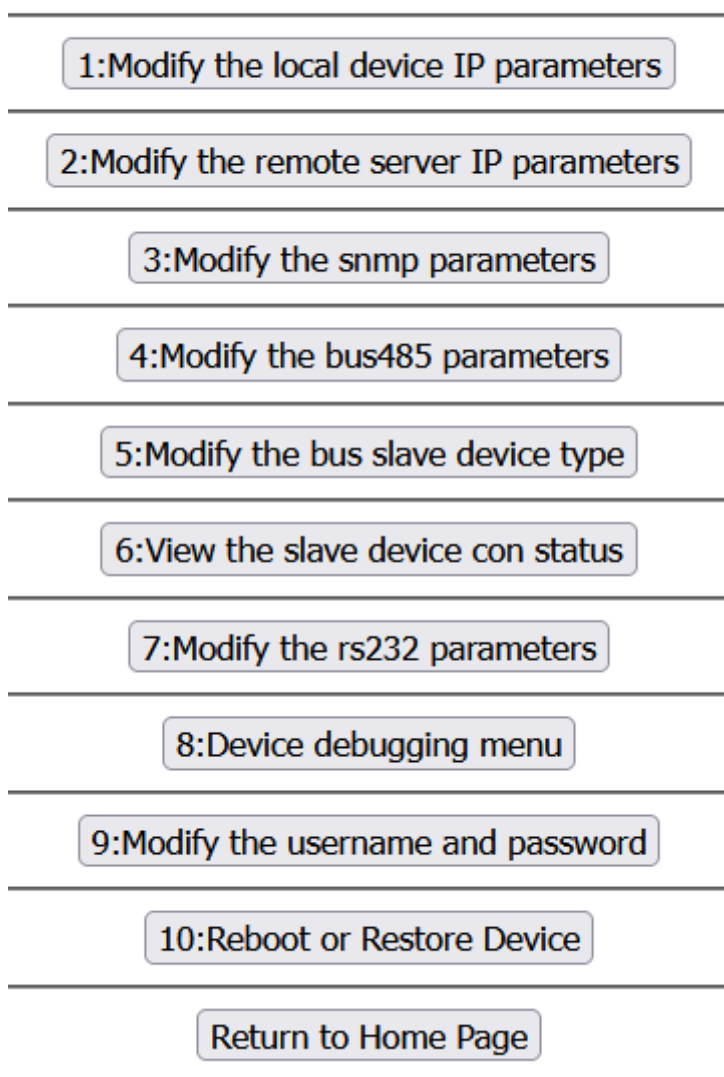 1:Modify the local device IP parameters
2:Modify the remote server IP parameters
3:Modify the snmp parameters
4:Modify the bus485 parameters
5:Modify the bus slave device type
6:View the slave device con status
7:Modify the rs232 parameters
8:Device debugging menu
9:Modify the username and password
10:Reboot or Restore Device
Return to Home Page